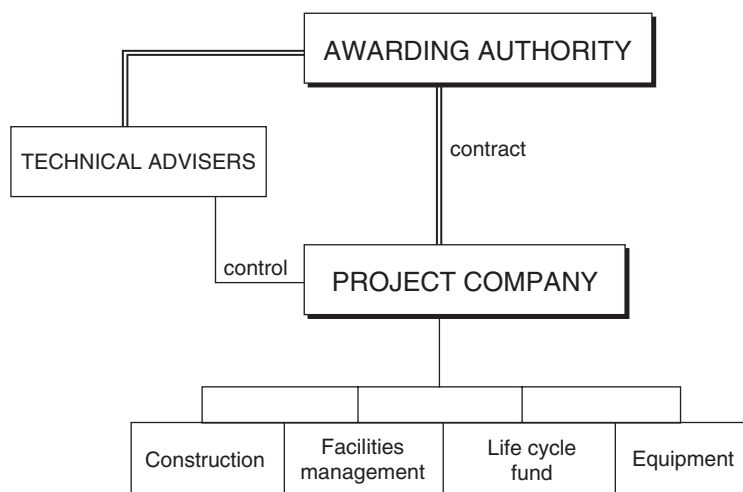 AWARDING AUTHORITY
TECHNICAL ADVISERS
contract
control
PROJECT COMPANY
Construction
Facilities
management
Life cycle
fund
Equipment